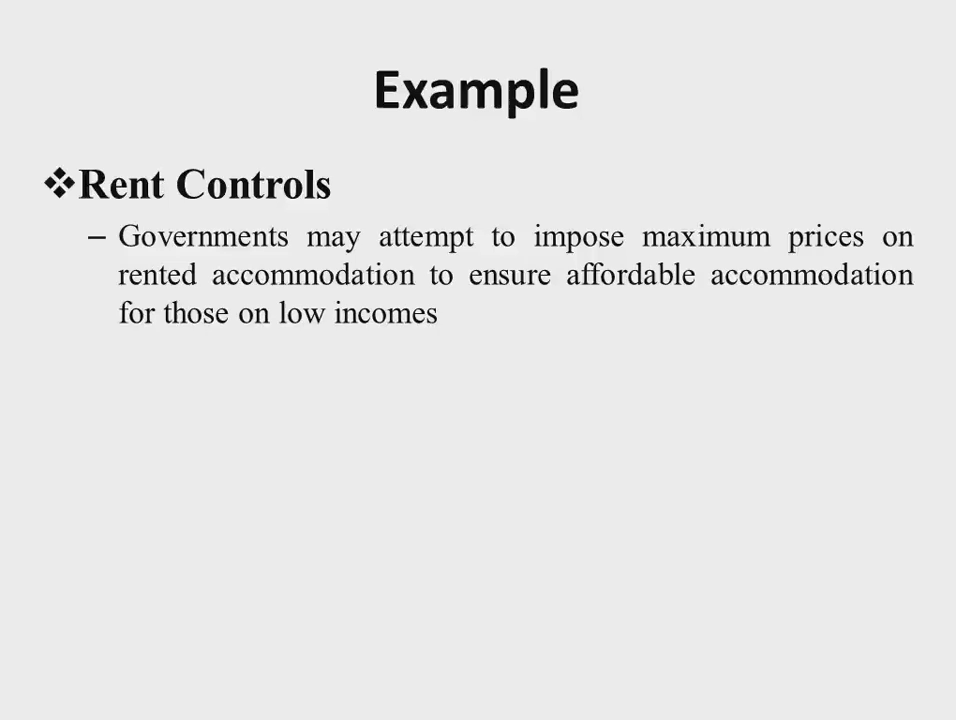 Example
❖Rent Controls
– Governments may attempt to impose maximum prices on
rented accommodation to ensure affordable accommodation
for those on low incomes